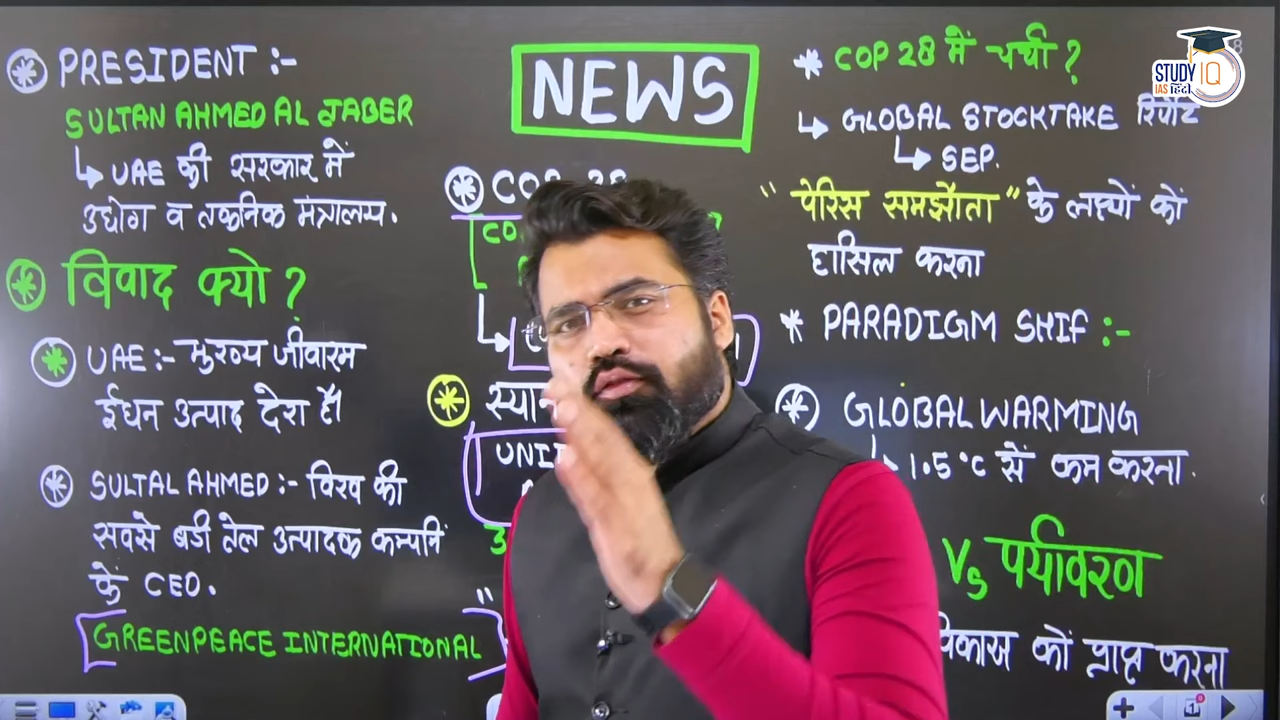 PRESIDENT :-
SULTAN AHMED AL JABER
UAE की सरकार में
उद्योग व तकनिक मंत्रालय.
विवाद क्यो ?
UAE :- मुख्य जीवाश्म
ईधन उत्पाद देश है।
SULTAL AHMED :- विश्व की
सबसे बडी तेल उत्पादक कम्पनि
के CEO.
GREENPEACE INTERNATIONAL
NEWS
COP
UNI
* COP 28 में चर्चा ?
GLOBAL STOCKTAKE रिपोर्ट
SEP.
" पेरिस समझौता " के लक्ष्यों कों
हासिल करना
* PARADIGM SHIF :-
GLOBAL WARMING
1.5°C से कम करना.
Vs पर्यावरण
विकास कों प्राप्त करना
STUDY IQ
IAS हिंदी